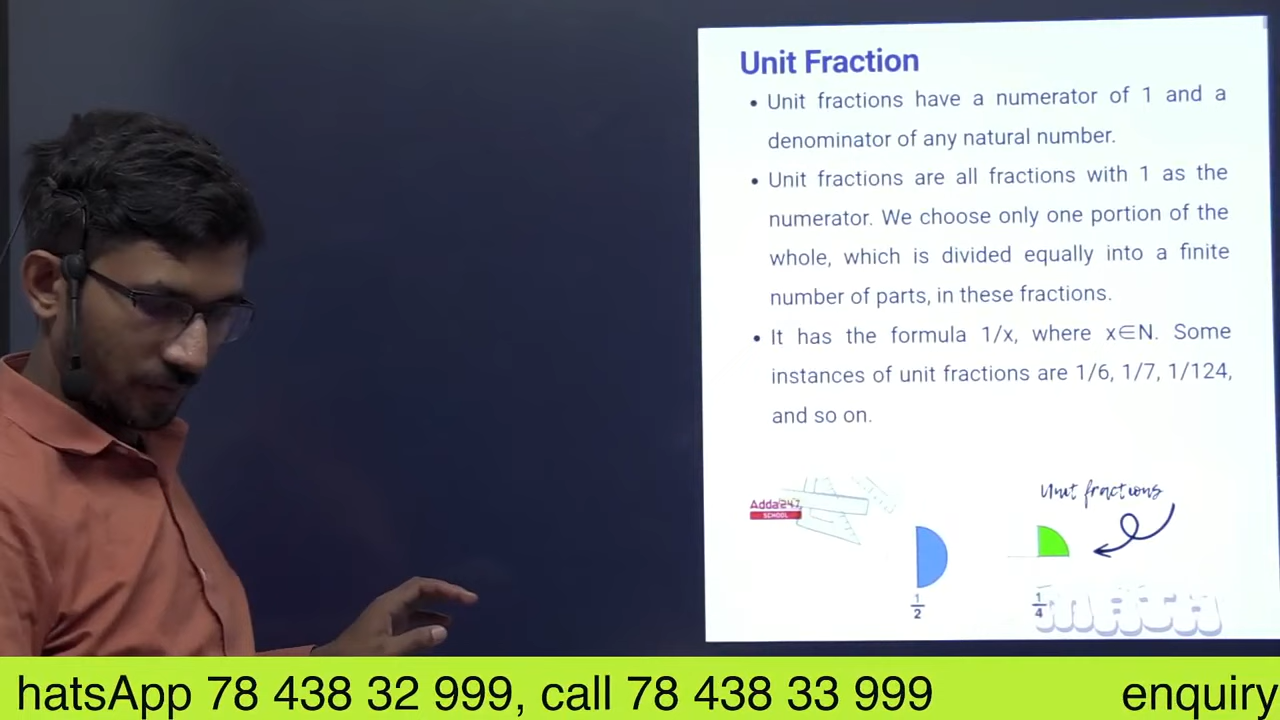 Unit Fraction
• Unit fractions have a numerator of 1 and a
denominator of any natural number.
• Unit fractions are all fractions with 1 as the
numerator. We choose only one portion of the
whole, which is divided equally into a finite
number of parts, in these fractions.
• It has the formula 1/x, where x∈N. Some
instances of unit fractions are 1/6, 1/7, 1/124,
and so on.
Adda247
SCHOOL
Unit fractions
1/2
1/4
MATH
hatsApp 78 438 32 999, call 78 438 33 999 enquiry